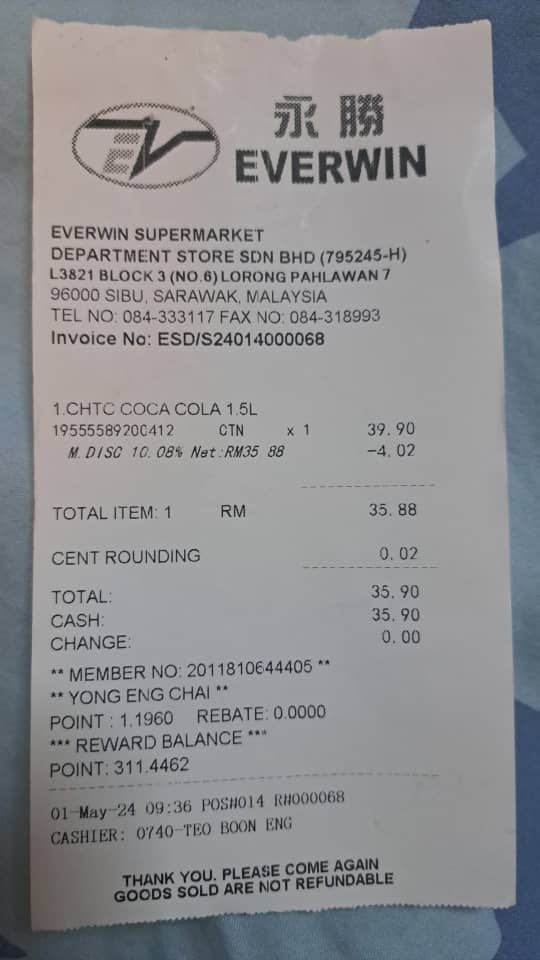 永勝
EV
EVERWIN
EVERWIN SUPERMARKET
DEPARTMENT STORE SDN BHD (795245-H)
L3821 BLOCK 3 (NO.6) LORONG PAHLAWAN 7
96000 SIBU, SARAWAK, MALAYSIA
TEL NO: 084-333117 FAX NO: 084-318993
Invoice No: ESD/S24014000068
1.CHTC COCA COLA 1.5L
19555589200412 CTN x 1 39.90
M.DISC 10.08% Net:RM35 88 -4.02
TOTAL ITEM: 1 RM 35.88
CENT ROUNDING 0.02
TOTAL: 35.90
CASH: 35.90
CHANGE: 0.00
** MEMBER NO: 2011810644405 **
** YONG ENG CHAI **
POINT : 1.1960 REBATE: 0.0000
*** REWARD BALANCE ***
POINT: 311.4462
01-May-24 09:36 POS#014 R#000068
CASHIER: 0740-TEO BOON ENG
THANK YOU. PLEASE COME AGAIN
GOODS SOLD ARE NOT REFUNDABLE